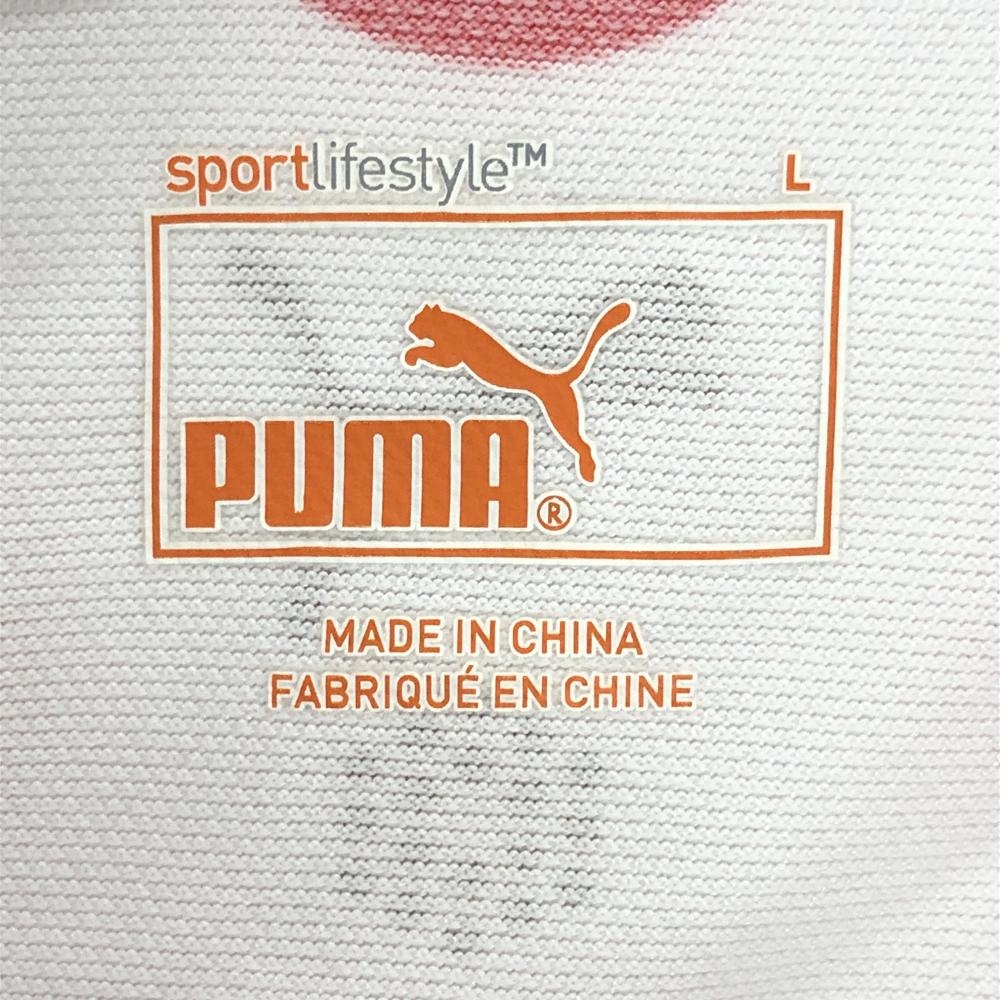 sportlifestyle™ L
PUMA®
MADE IN CHINA
FABRIQUÉ EN CHINE